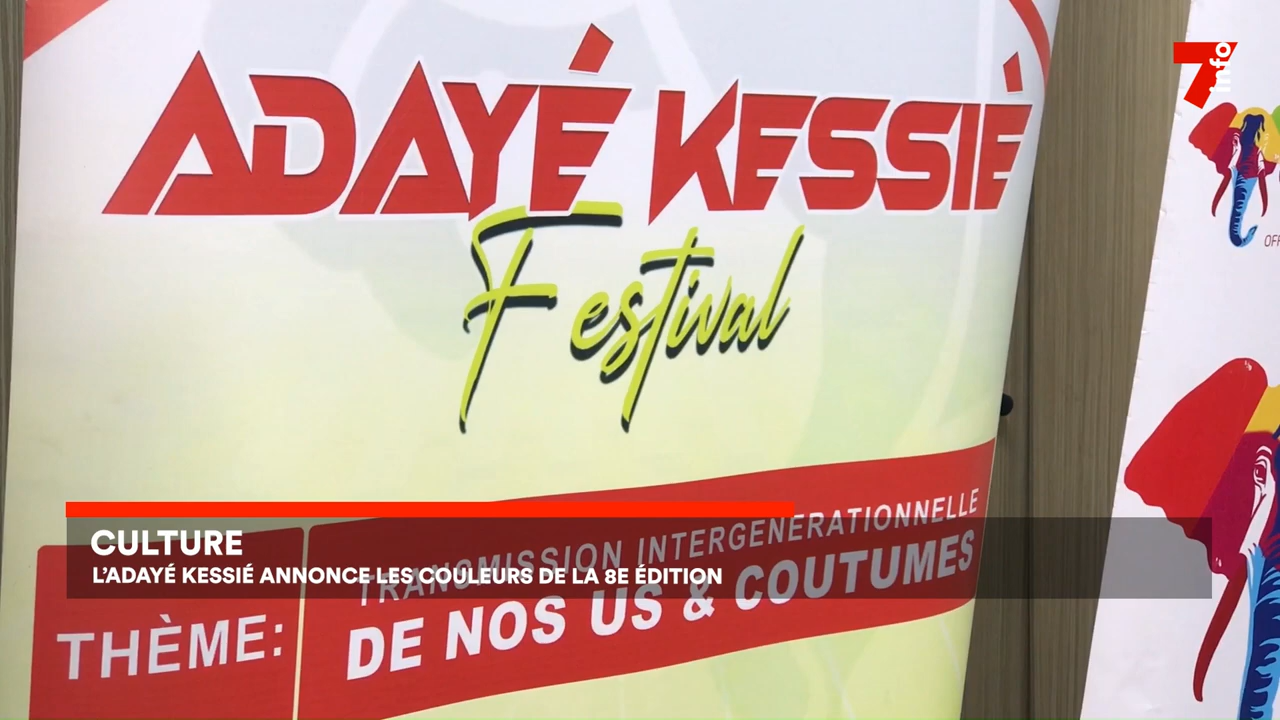 7info
ADAYÉ KESSIÉ
Festival
CULTURE
L'ADAYÉ KESSIÉ ANNONCE LES COULEURS DE LA 8E ÉDITION
THÈME:
TRANSMISSION INTERGENERATIONNELLE
DE NOS US & COUTUMES